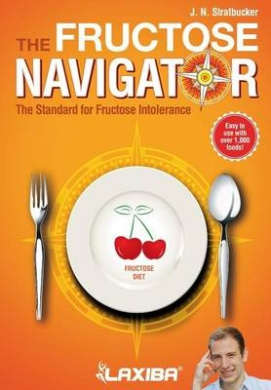 J. N. Stratbucker
THE FRUCTOSE
NAVIGATOR
The Standard for Fructose Intolerance
Easy to
use with
over 1,000
foods!
FRUCTOSE
DIET
LAXIBA®